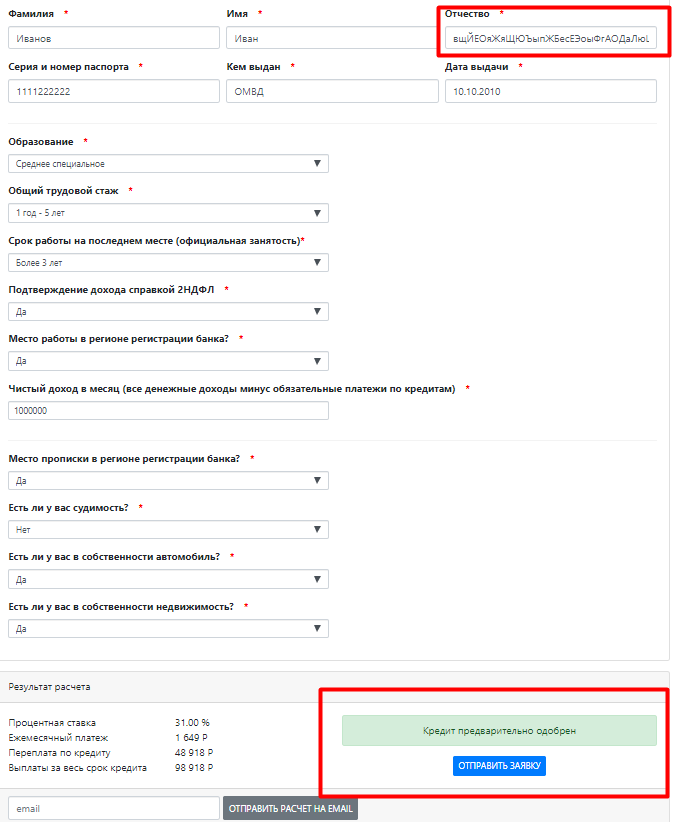 Фамилия * Имя * Отчество *
Иванов Иван
Серия и номер паспорта * Кем выдан * Дата выдачи *
1111222222 ОМВД 10.10.2010
Образование *
Среднее специальное
Общий трудовой стаж *
1 год - 5 лет
Срок работы на последнем месте (официальная занятость)*
Более 3 лет
Подтверждение дохода справкой 2НДФЛ *
Да
Место работы в регионе регистрации банка? *
Да
Чистый доход в месяц (все денежные доходы минус обязательные платежи по кредитам) *
1000000
Место прописки в регионе регистрации банка? *
Да
Есть ли у вас судимость? *
Нет
Есть ли у вас в собственности автомобиль? *
Да
Есть ли у вас в собственности недвижимость? *
Да
Результат расчета
Процентная ставка 31.00 %
Ежемесячный платеж 1 649 Р
Переплата по кредиту 48 918 Р
Выплаты за весь срок кредита 98 918 Р
Кредит предварительно одобрен
ОТПРАВИТЬ ЗАЯВКУ
email ОТПРАВИТЬ РАСЧЕТ НА EMAIL